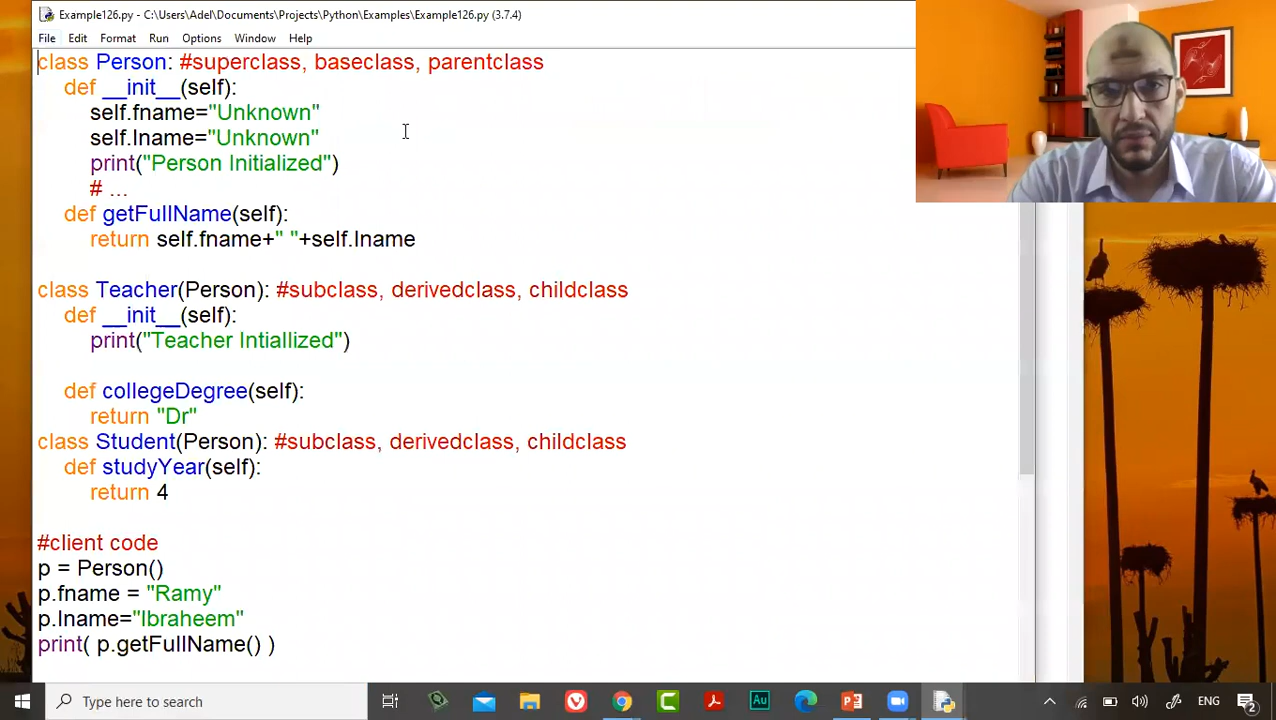 Example126.py - C:\Users\Adel\Documents\Projects\Python\Examples\Example126.py (3.7.4)
File Edit Format Run Options Window Help
class Person: #superclass, baseclass, parentclass
def __init__(self):
self.fname="Unknown"
self.lname="Unknown"
print("Person Initialized")
# ...
def getFullName(self):
return self.fname+" "+self.lname
class Teacher(Person): #subclass, derivedclass, childclass
def __init__(self):
print("Teacher Intiallized")
def collegeDegree(self):
return "Dr"
class Student(Person): #subclass, derivedclass, childclass
def studyYear(self):
return 4
#client code
p = Person()
p.fname = "Ramy"
p.lname="Ibraheem"
print( p.getFullName() )
Type here to search
Au
ENG
2